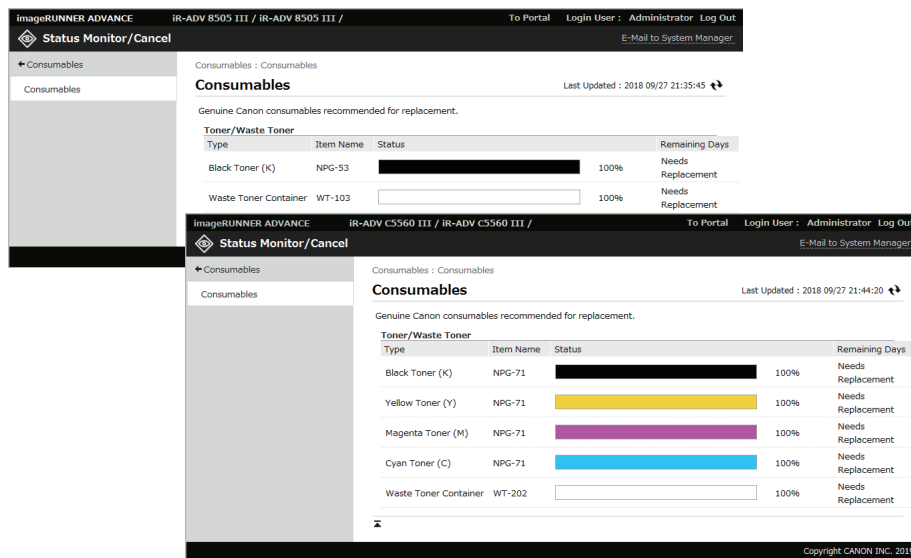 imageRUNNER ADVANCE iR-ADV 8505 III / iR-ADV 8505 III / To Portal Login User : Administrator Log Out
Status Monitor/Cancel E-Mail to System Manager
Consumables
Consumables
Consumables : Consumables
Consumables Last Updated : 2018 09/27 21:35:45
Genuine Canon consumables recommended for replacement.
Toner/Waste Toner
Type Item Name Status Remaining Days
Black Toner (K) NPG-53 100% Needs
Replacement
Waste Toner Container WT-103 100% Needs
Replacement
imageRUNNER ADVANCE iR-ADV C5560 III / iR-ADV C5560 III / To Portal Login User : Administrator Log Out
Status Monitor/Cancel E-Mail to System Manager
Consumables
Consumables
Consumables : Consumables
Consumables Last Updated : 2018 09/27 21:44:20
Genuine Canon consumables recommended for replacement.
Toner/Waste Toner
Type Item Name Status Remaining Days
Black Toner (K) NPG-71 100% Needs
Replacement
Yellow Toner (Y) NPG-71 100% Needs
Replacement
Magenta Toner (M) NPG-71 100% Needs
Replacement
Cyan Toner (C) NPG-71 100% Needs
Replacement
Waste Toner Container WT-202 100% Needs
Replacement
Copyright CANON INC.